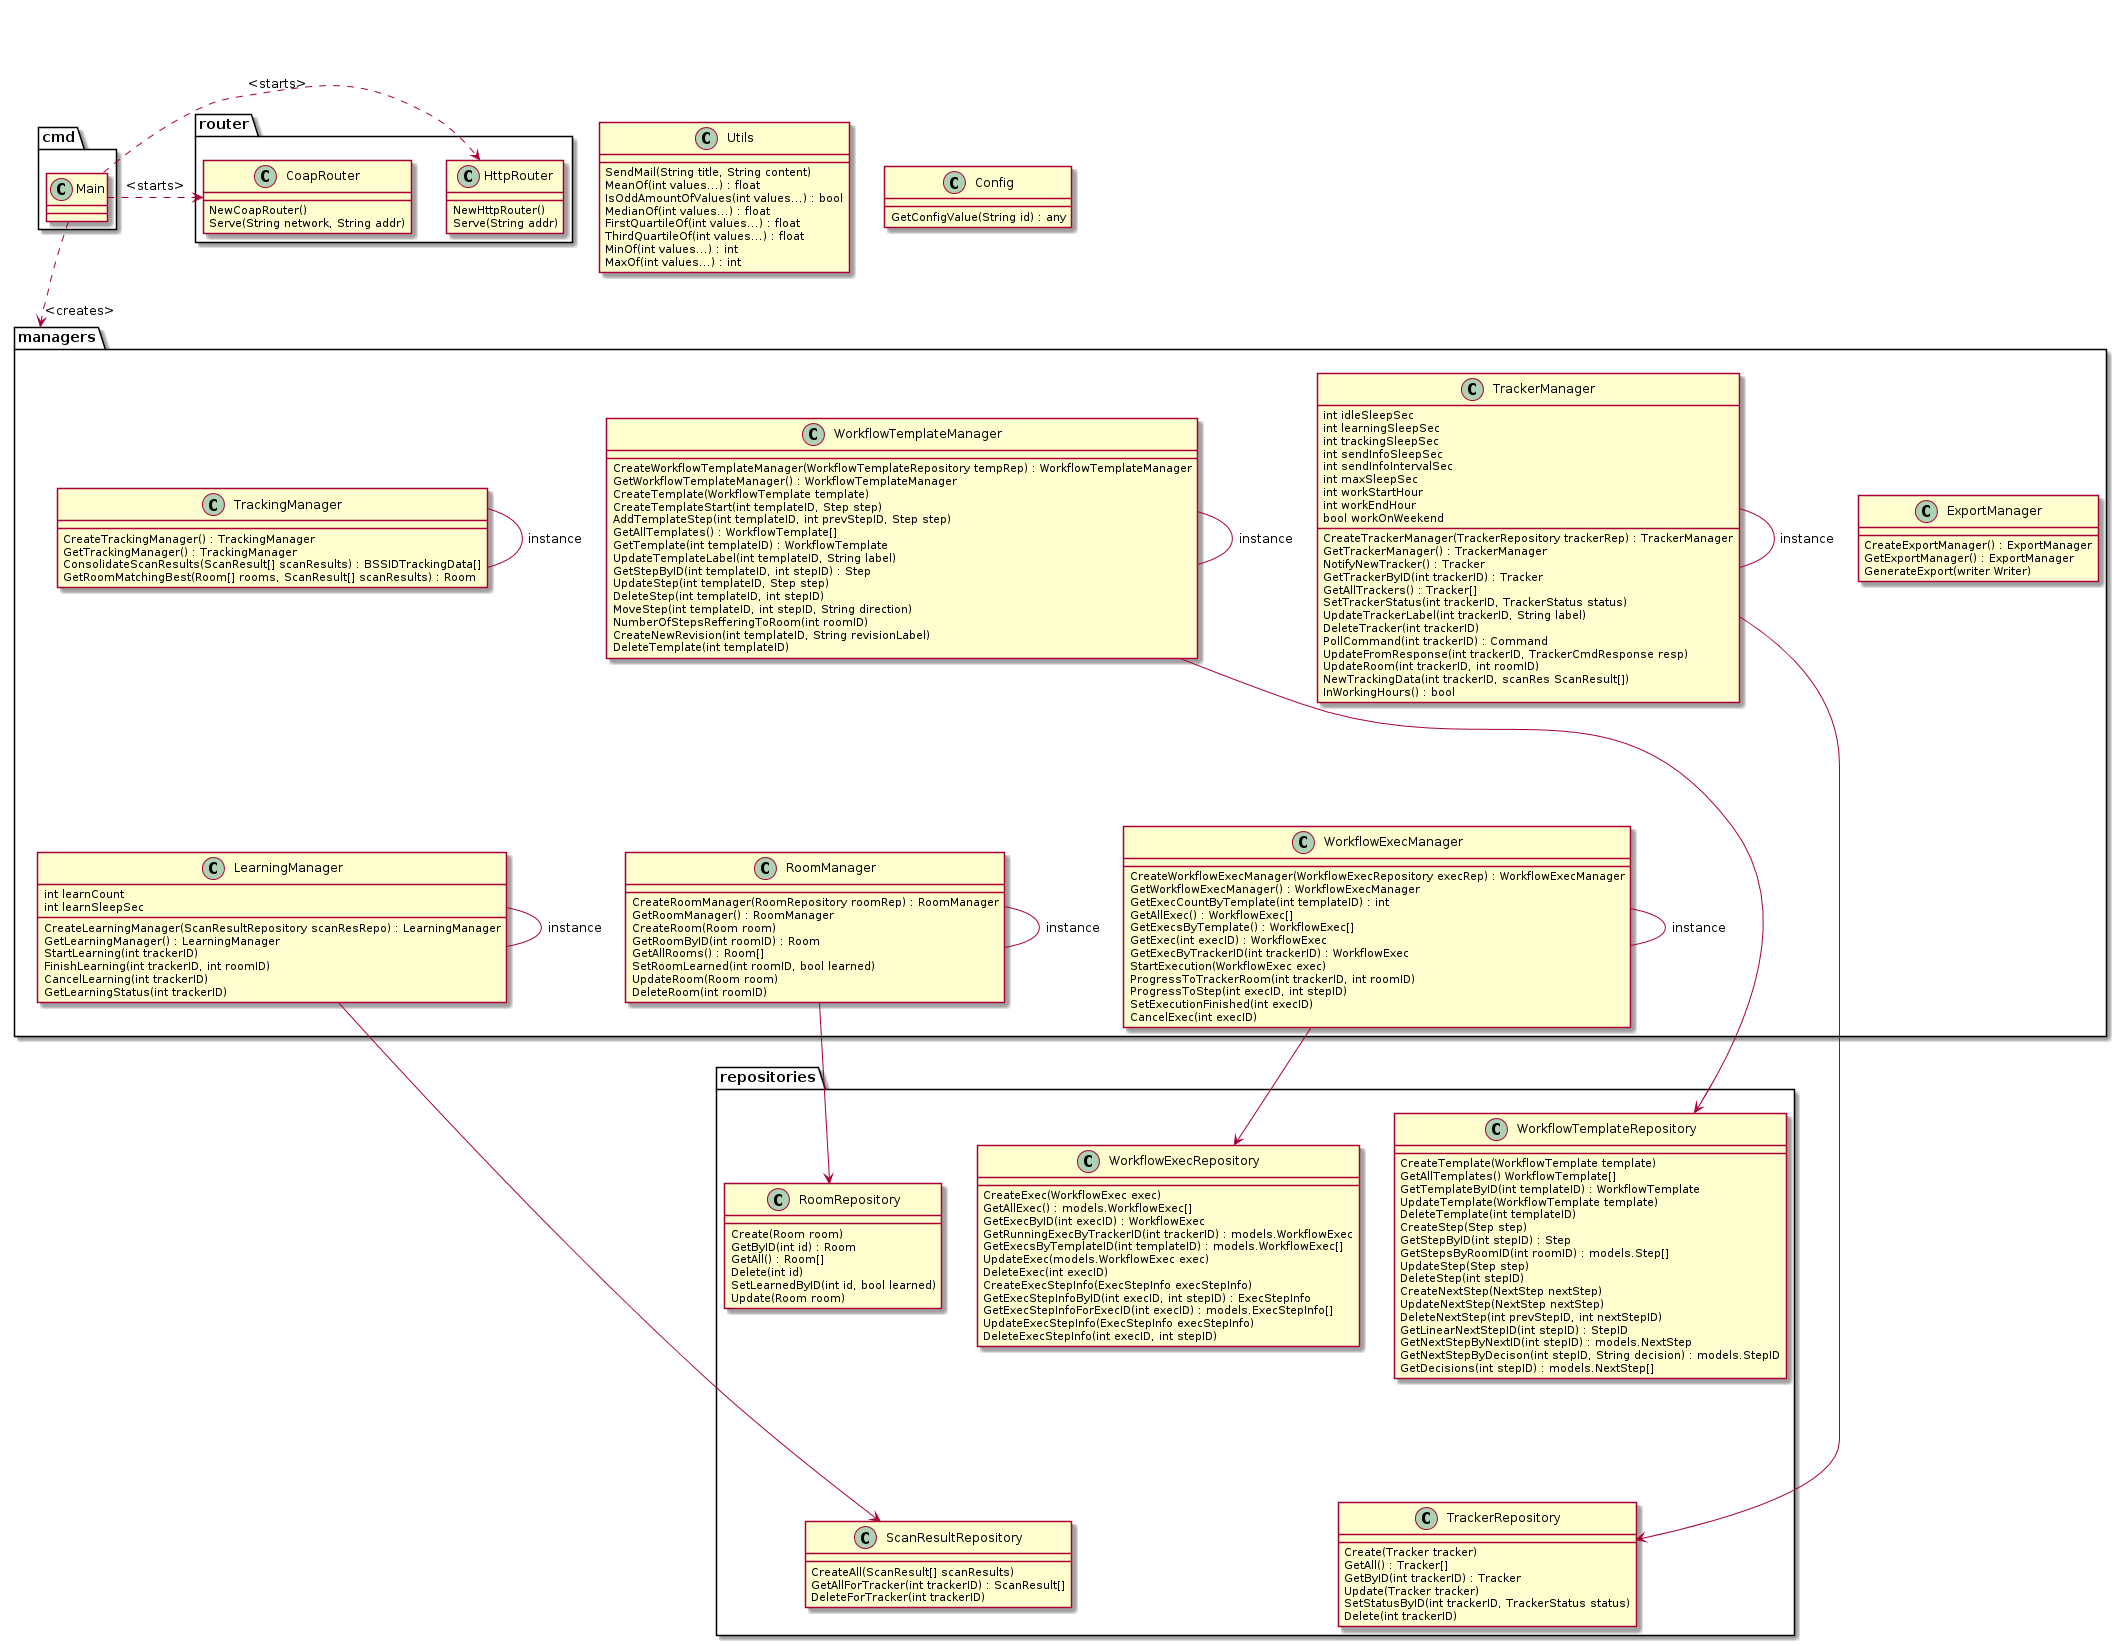 <starts>
cmd
C Main
<starts>
router
C CoapRouter
NewCoapRouter()
Serve(String network, String addr)
C HttpRouter
NewHttpRouter()
Serve(String addr)
C Utils
SendMail(String title, String content)
MeanOf(int values...) : float
IsOddAmountOfValues(int values...) : bool
MedianOf(int values...) : float
FirstQuartileOf(int values...) : float
ThirdQuartileOf(int values...) : float
MinOf(int values...) : int
MaxOf(int values...) : int
C Config
GetConfigValue(String id) : any
<creates>
managers
C TrackingManager
CreateTrackingManager() : TrackingManager
GetTrackingManager() : TrackingManager
ConsolidateScanResults(ScanResult[] scanResults) : BSSIDTrackingData[]
GetRoomMatchingBest(Room[] rooms, ScanResult[] scanResults) : Room
instance
C WorkflowTemplateManager
CreateWorkflowTemplateManager(WorkflowTemplateRepository tempRep) : WorkflowTemplateManager
GetWorkflowTemplateManager() : WorkflowTemplateManager
CreateTemplate(WorkflowTemplate template)
CreateTemplateStart(int templateID, Step step)
AddTemplateStep(int templateID, int prevStepID, Step step)
GetAllTemplates() : WorkflowTemplate[]
GetTemplate(int templateID) : WorkflowTemplate
UpdateTemplateLabel(int templateID, String label)
GetStepByID(int templateID, int stepID) : Step
UpdateStep(int templateID, Step step)
DeleteStep(int templateID, int stepID)
MoveStep(int templateID, int stepID, String direction)
NumberOfStepsRefferingToRoom(int roomID)
CreateNewRevision(int templateID, String revisionLabel)
DeleteTemplate(int templateID)
instance
C TrackerManager
int idleSleepSec
int learningSleepSec
int trackingSleepSec
int sendInfoSleepSec
int sendInfoIntervalSec
int maxSleepSec
int workStartHour
int workEndHour
bool workOnWeekend
CreateTrackerManager(TrackerRepository trackerRep) : TrackerManager
GetTrackerManager() : TrackerManager
NotifyNewTracker() : Tracker
GetTrackerByID(int trackerID) : Tracker
GetAllTrackers() : Tracker[]
SetTrackerStatus(int trackerID, TrackerStatus status)
UpdateTrackerLabel(int trackerID, String label)
DeleteTracker(int trackerID)
PollCommand(int trackerID) : Command
UpdateFromResponse(int trackerID, TrackerCmdResponse resp)
UpdateRoom(int trackerID, int roomID)
NewTrackingData(int trackerID, scanRes ScanResult[])
InWorkingHours() : bool
instance
C ExportManager
CreateExportManager() : ExportManager
GetExportManager() : ExportManager
GenerateExport(writer Writer)
C LearningManager
int learnCount
int learnSleepSec
CreateLearningManager(ScanResultRepository scanResRepo) : LearningManager
GetLearningManager() : LearningManager
StartLearning(int trackerID)
FinishLearning(int trackerID, int roomID)
CancelLearning(int trackerID)
GetLearningStatus(int trackerID)
instance
C RoomManager
CreateRoomManager(RoomRepository roomRep) : RoomManager
GetRoomManager() : RoomManager
CreateRoom(Room room)
GetRoomByID(int roomID) : Room
GetAllRooms() : Room[]
SetRoomLearned(int roomID, bool learned)
UpdateRoom(Room room)
DeleteRoom(int roomID)
instance
C WorkflowExecManager
CreateWorkflowExecManager(WorkflowExecRepository execRep) : WorkflowExecManager
GetWorkflowExecManager() : WorkflowExecManager
GetExecCountByTemplate(int templateID) : int
GetAllExec() : WorkflowExec[]
GetExecsByTemplate() : WorkflowExec[]
GetExec(int execID) : WorkflowExec
GetExecByTrackerID(int trackerID) : WorkflowExec
StartExecution(WorkflowExec exec)
ProgressToTrackerRoom(int trackerID, int roomID)
ProgressToStep(int execID, int stepID)
SetExecutionFinished(int execID)
CancelExec(int execID)
instance
repositories
C RoomRepository
Create(Room room)
GetByID(int id) : Room
GetAll() : Room[]
Delete(int id)
SetLearnedByID(int id, bool learned)
Update(Room room)
C WorkflowExecRepository
CreateExec(WorkflowExec exec)
GetAllExec() : models.WorkflowExec[]
GetExecByID(int execID) : WorkflowExec
GetRunningExecByTrackerID(int trackerID) : models.WorkflowExec
GetExecsByTemplateID(int templateID) : models.WorkflowExec[]
UpdateExec(models.WorkflowExec exec)
DeleteExec(int execID)
CreateExecStepInfo(ExecStepInfo execStepInfo)
GetExecStepInfoByID(int execID, int stepID) : ExecStepInfo
GetExecStepInfoForExecID(int execID) : models.ExecStepInfo[]
UpdateExecStepInfo(ExecStepInfo execStepInfo)
DeleteExecStepInfo(int execID, int stepID)
C WorkflowTemplateRepository
CreateTemplate(WorkflowTemplate template)
GetAllTemplates() WorkflowTemplate[]
GetTemplateByID(int templateID) : WorkflowTemplate
UpdateTemplate(WorkflowTemplate template)
DeleteTemplate(int templateID)
CreateStep(Step step)
GetStepByID(int stepID) : Step
GetStepsByRoomID(int roomID) : models.Step[]
UpdateStep(Step step)
DeleteStep(int stepID)
CreateNextStep(NextStep nextStep)
UpdateNextStep(NextStep nextStep)
DeleteNextStep(int prevStepID, int nextStepID)
GetLinearNextStepID(int stepID) : StepID
GetNextStepByNextID(int stepID) : models.NextStep
GetNextStepByDecison(int stepID, String decision) : models.StepID
GetDecisions(int stepID) : models.NextStep[]
C ScanResultRepository
CreateAll(ScanResult[] scanResults)
GetAllForTracker(int trackerID) : ScanResult[]
DeleteForTracker(int trackerID)
C TrackerRepository
Create(Tracker tracker)
GetAll() : Tracker[]
GetByID(int trackerID) : Tracker
Update(Tracker tracker)
SetStatusByID(int trackerID, TrackerStatus status)
Delete(int trackerID)